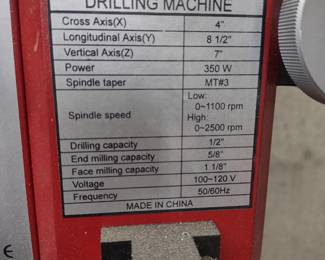 DRILLING MACHINE
Cross Axis(X) 4"
Longitudinal Axis(Y) 8 1/2"
Vertical Axis(Z) 7"
Power 350 W
Spindle taper MT#3
Spindle speed Low:
0~1100 rpm
High:
0~2500 rpm
Drilling capacity 1/2"
End milling capacity 5/8"
Face milling capacity 1 1/8"
Voltage 100~120 V
Frequency 50/60Hz
MADE IN CHINA
CE